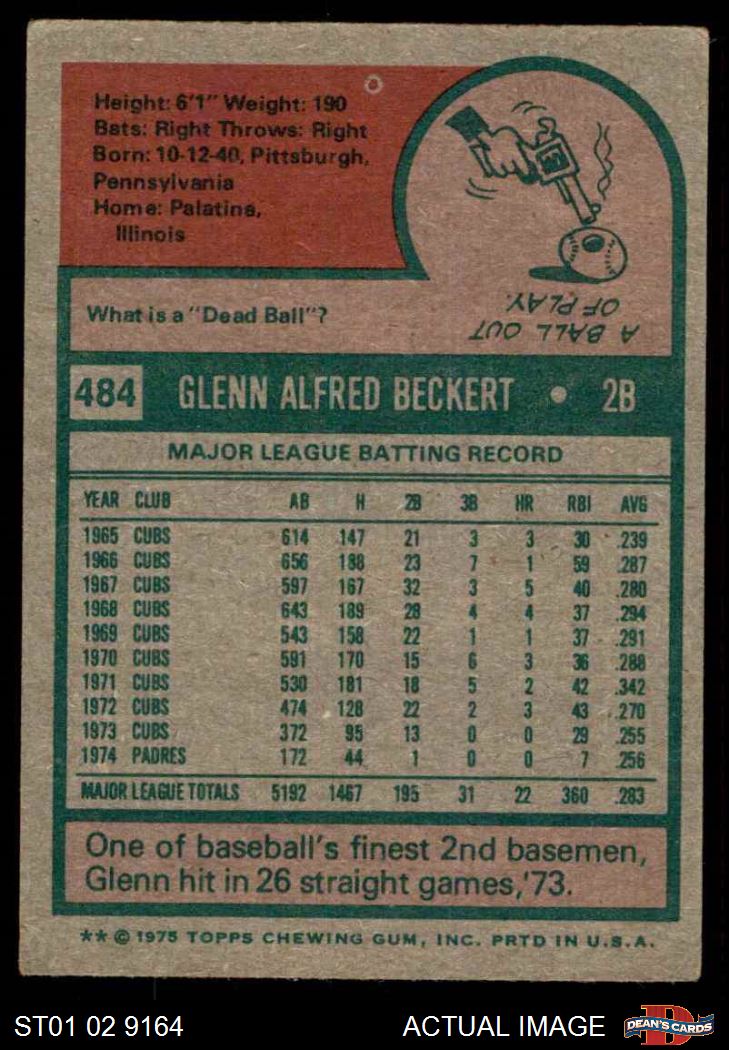 Height: 6'1" Weight: 190
Bats: Right Throws: Right
Born: 10-12-40, Pittsburgh,
Pennsylvania
Home: Palatine,
Illinois
What is a "Dead Ball"?
A BALL OUT
OF PLAY.
484 GLENN ALFRED BECKERT • 2B
MAJOR LEAGUE BATTING RECORD
YEAR CLUB AB H 2B 3B HR RBI AVG
1965 CUBS 614 147 21 3 3 30 .239
1966 CUBS 656 188 23 7 1 59 .287
1967 CUBS 597 167 32 3 5 40 .280
1968 CUBS 643 189 28 4 4 37 .294
1969 CUBS 543 158 22 1 1 37 .291
1970 CUBS 591 170 15 6 3 36 .288
1971 CUBS 530 181 18 5 2 42 .342
1972 CUBS 474 128 22 2 3 43 .270
1973 CUBS 372 95 13 0 0 29 .255
1974 PADRES 172 44 1 0 0 7 .256
MAJOR LEAGUE TOTALS 5192 1467 195 31 22 360 .283
One of baseball's finest 2nd basemen,
Glenn hit in 26 straight games,'73.
** © 1975 TOPPS CHEWING GUM, INC. PRTD IN U.S.A.
ST01 02 9164 ACTUAL IMAGE DEAN'S CARDS